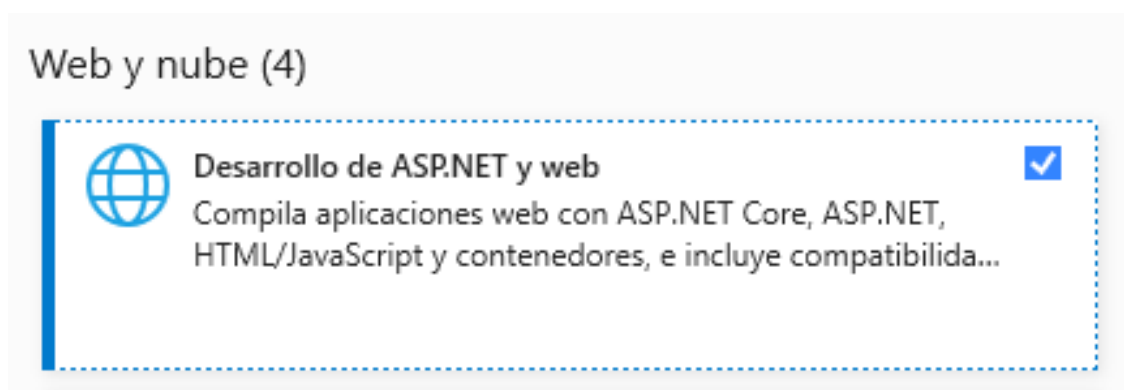 Web y nube (4)
Desarrollo de ASP.NET y web
Compila aplicaciones web con ASP.NET Core, ASP.NET,
HTML/JavaScript y contenedores, e incluye compatibilida...